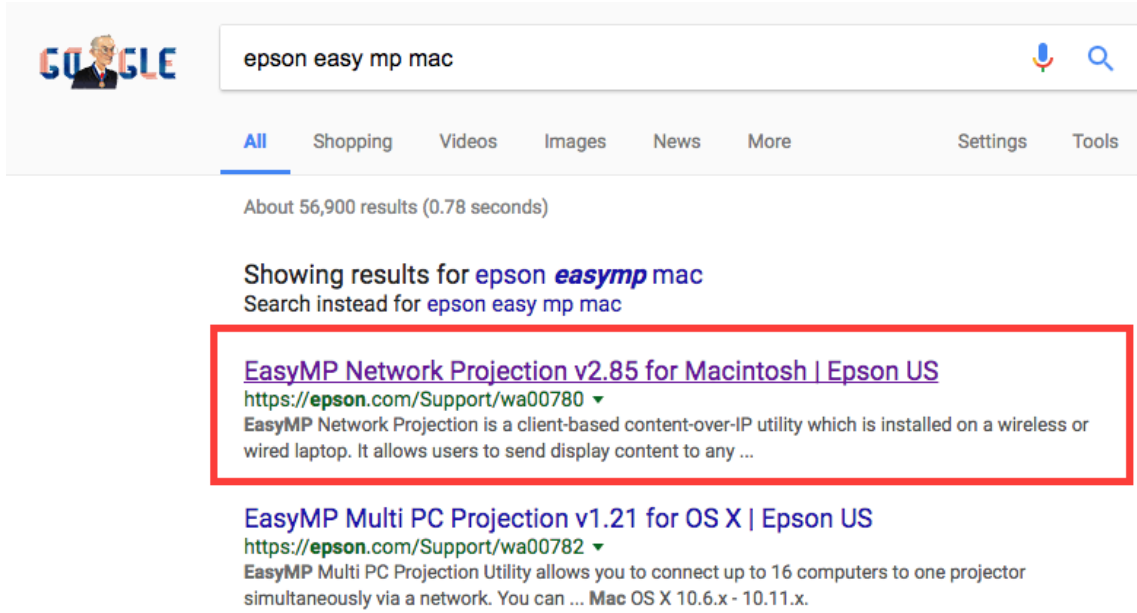 GOOGLE
epson easy mp mac
All Shopping Videos Images News More Settings Tools
About 56,900 results (0.78 seconds)
Showing results for epson easymp mac
Search instead for epson easy mp mac
EasyMP Network Projection v2.85 for Macintosh | Epson US
https://epson.com/Support/wa00780
EasyMP Network Projection is a client-based content-over-IP utility which is installed on a wireless or
wired laptop. It allows users to send display content to any ...
EasyMP Multi PC Projection v1.21 for OS X | Epson US
https://epson.com/Support/wa00782
EasyMP Multi PC Projection Utility allows you to connect up to 16 computers to one projector
simultaneously via a network. You can ... Mac OS X 10.6.x - 10.11.x.